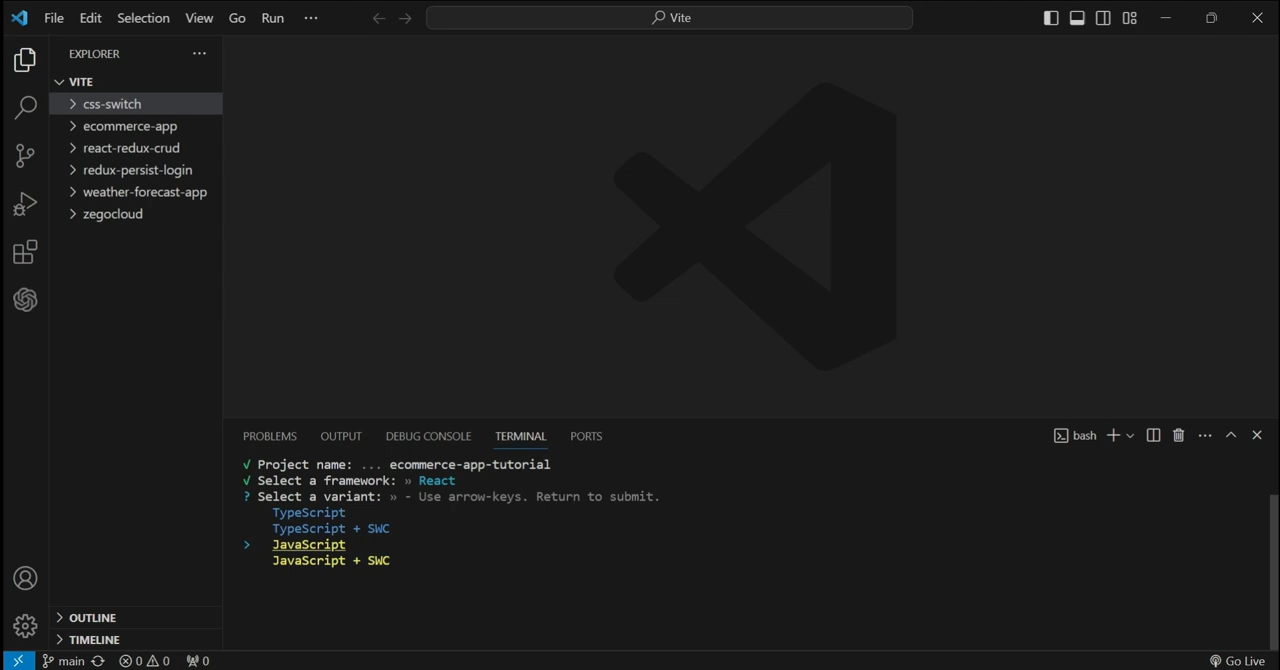 File Edit Selection View Go Run ···
Vite
EXPLORER ···
VITE
css-switch
ecommerce-app
react-redux-crud
redux-persist-login
weather-forecast-app
zegocloud
OUTLINE
TIMELINE
PROBLEMS OUTPUT DEBUG CONSOLE TERMINAL PORTS
bash
√ Project name: ... ecommerce-app-tutorial
√ Select a framework: » React
? Select a variant: » - Use arrow-keys. Return to submit.
TypeScript
TypeScript + SWC
> JavaScript
JavaScript + SWC
main 0 0 0 Go Live